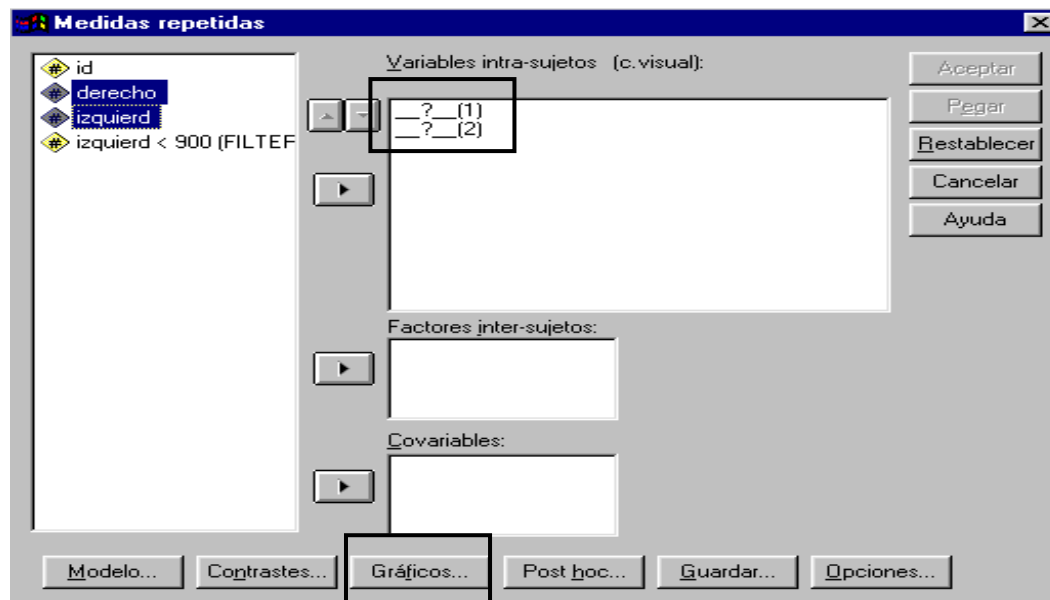 Medidas repetidas
id
derecho
izquierd
izquierd < 900 (FILTEF
Variables intra-sujetos (c.visual):
__?__(1)
__?__(2)
Factores inter-sujetos:
Covariables:
Aceptar
Pegar
Restablecer
Cancelar
Ayuda
Modelo...
Contrastes...
Gráficos...
Post hoc...
Guardar...
Opciones...